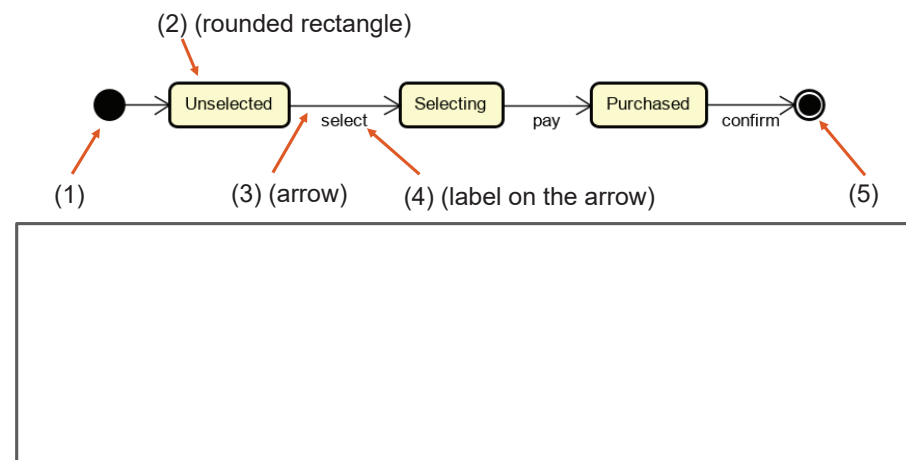 (2) (rounded rectangle)
Unselected
select
Selecting
pay
Purchased
confirm
(1)
(3) (arrow)
(4) (label on the arrow)
(5)